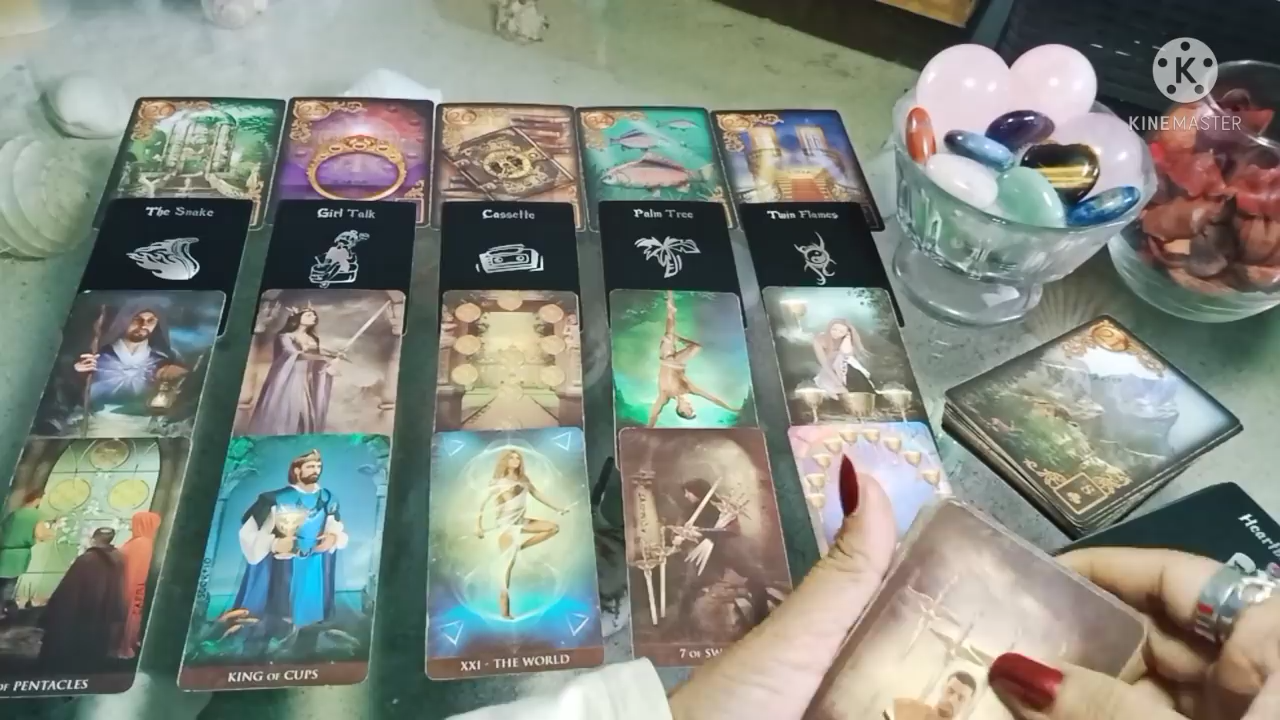 K
KINEMASTER
26
The Snake
Girl Talk
Cassette
Palm Tree
Twin Flames
OF PENTACLES
KING OF CUPS
XXI - THE WORLD
7 OF SW